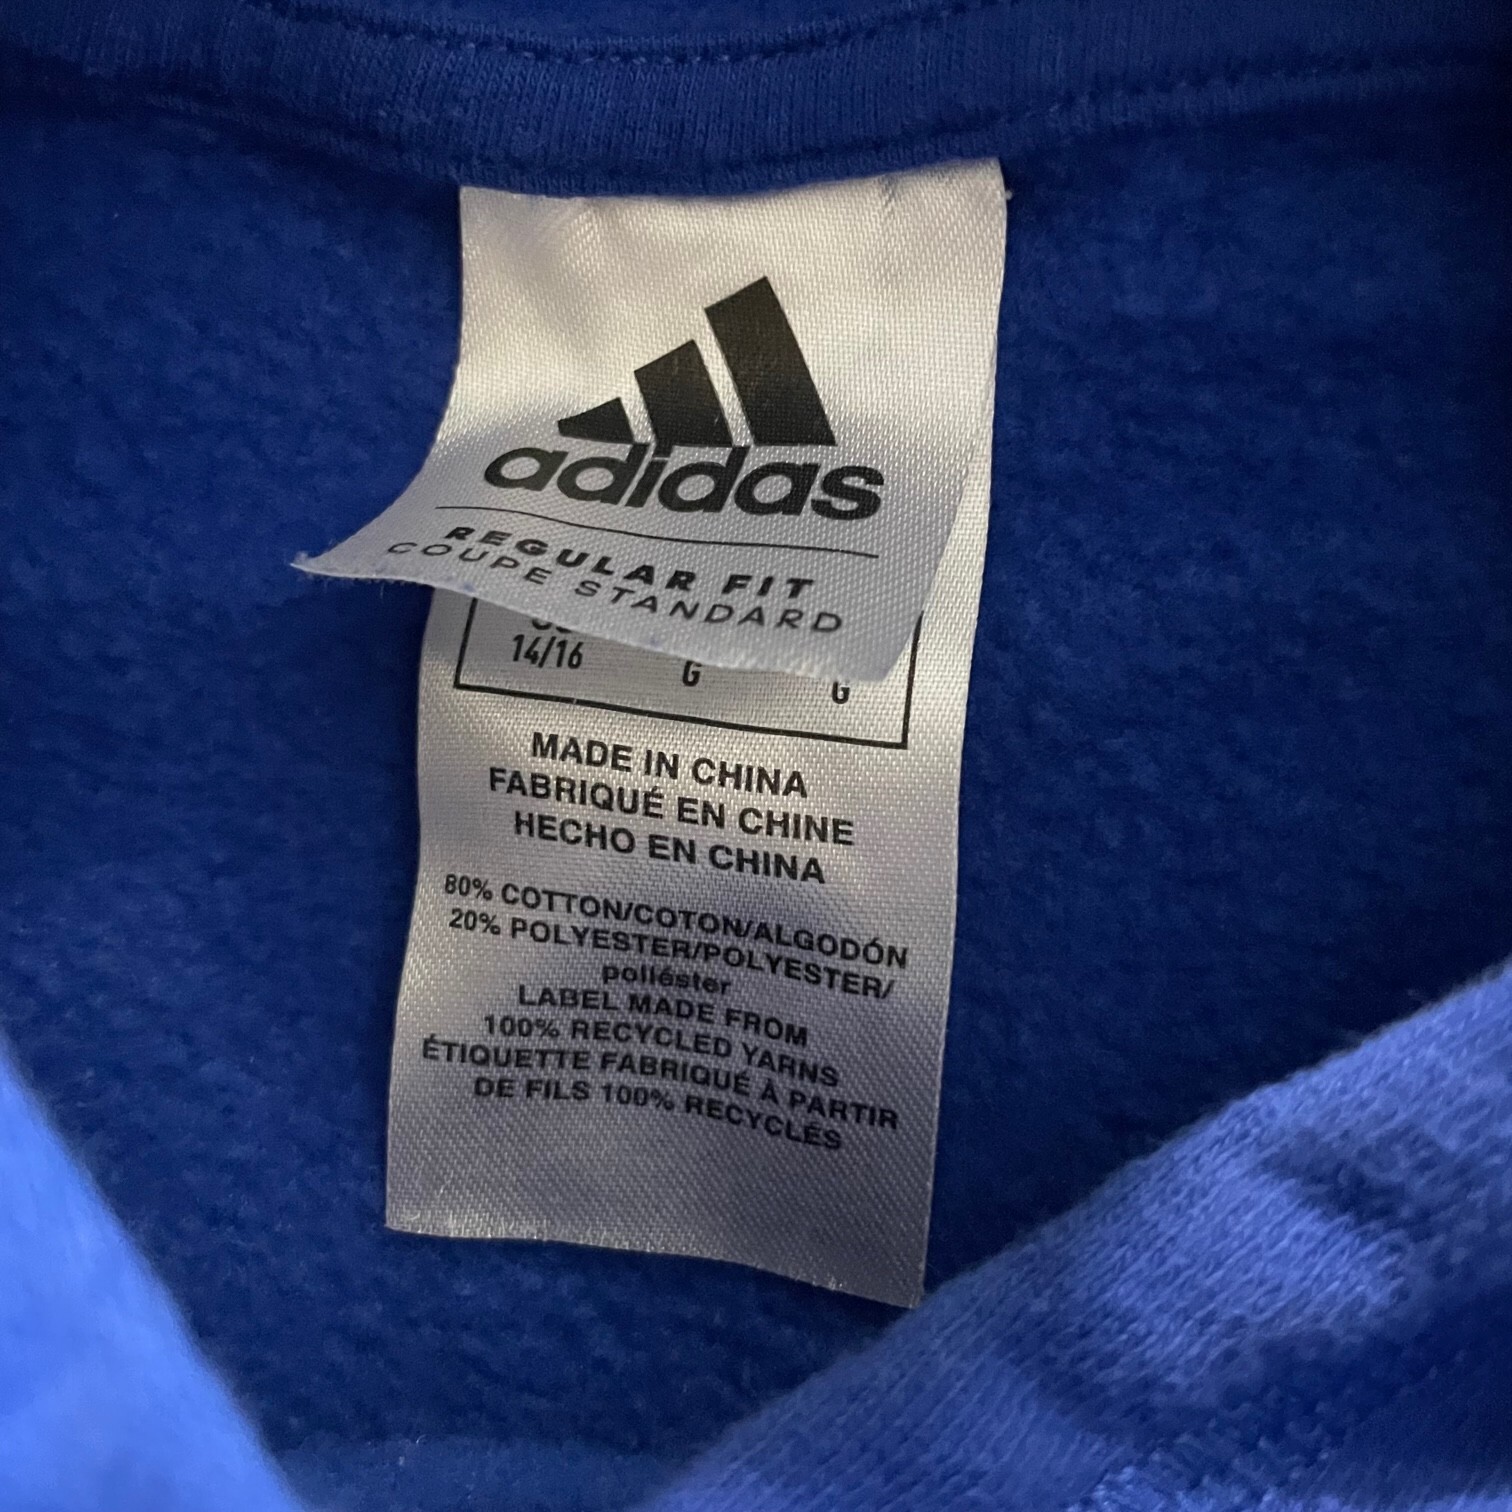 adidas
REGULAR FIT
COUPE STANDARD
14/16 G G
MADE IN CHINA
FABRIQUÉ EN CHINE
HECHO EN CHINA
80% COTTON/COTON/ALGODÓN
20% POLYESTER/POLYESTER/
poliéster
LABEL MADE FROM
100% RECYCLED YARNS
ÉTIQUETTE FABRIQUÉ À PARTIR
DE FILS 100% RECYCLÉS